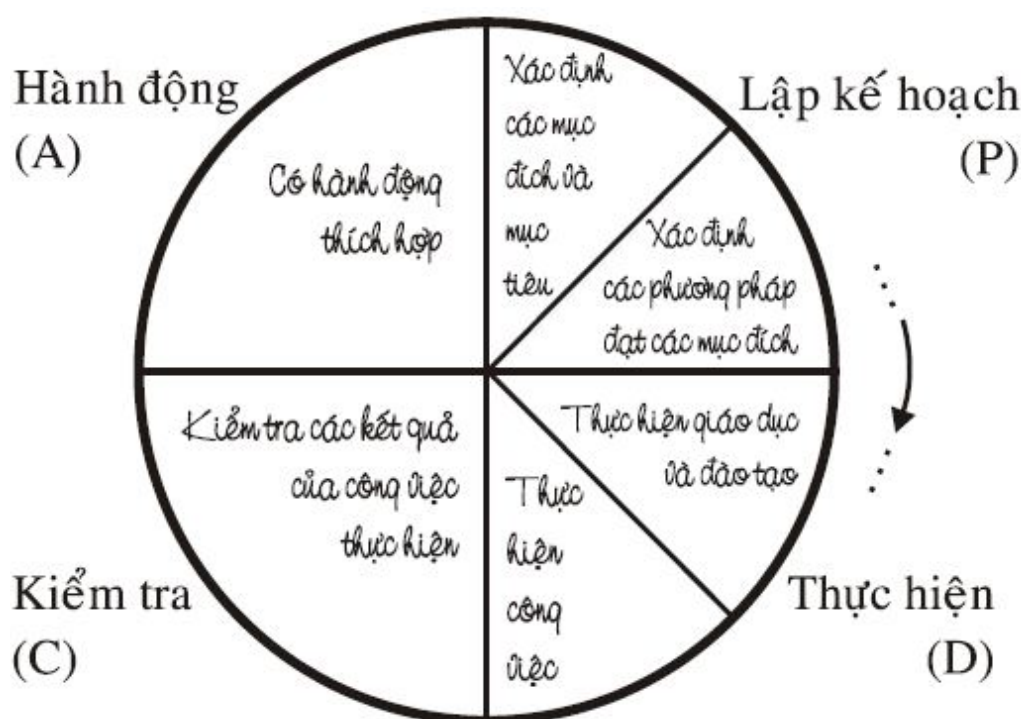 Hành động
(A)
Lập kế hoạch
(P)
Xác định
các mục
đích và
mục
tiêu
Xác định
các phương pháp
đạt các mục đích
Thực hiện giáo dục
và đào tạo
Thực
hiện
công
việc
Thực hiện
(D)
Kiểm tra các kết quả
của công việc
thực hiện
Kiểm tra
(C)
Có hành động
thích hợp